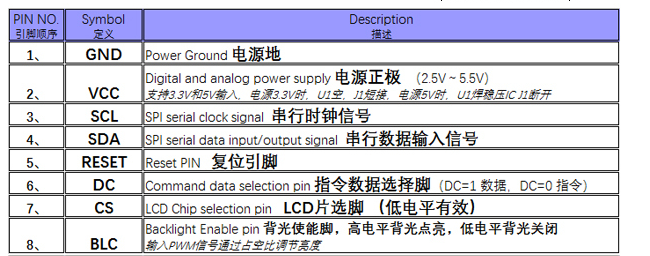 PIN NO. Symbol Description
引脚顺序 定义 描述
1、 GND Power Ground 电源地
2、 VCC Digital and analog power supply 电源正极 （2.5V ~ 5.5V）
支持3.3V和5V输入，电源3.3V时，U1空，J1短接，电源5V时，U1焊稳压IC J1断开
3、 SCL SPI serial clock signal 串行时钟信号
4、 SDA SPI serial data input/output signal 串行数据输入信号
5、 RESET Reset PIN 复位引脚
6、 DC Command data selection pin 指令数据选择脚（DC=1 数据，DC=0 指令）
7、 CS LCD Chip selection pin LCD片选脚 （低电平有效）
8、 BLC Backlight Enable pin 背光使能脚，高电平背光点亮，低电平背光关闭
输入PWM信号通过占空比调节亮度